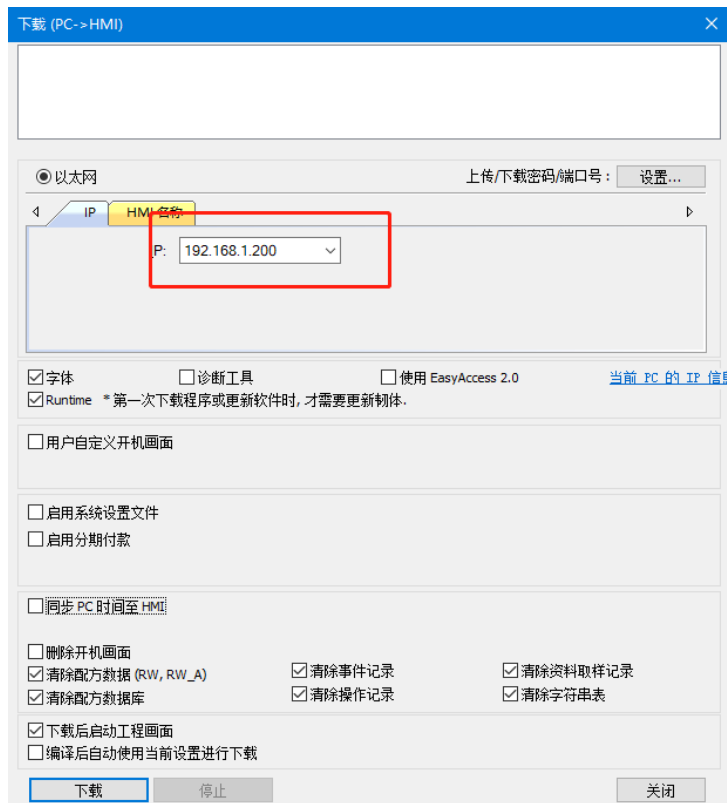 下载 (PC->HMI)
以太网 上传/下载密码/端口号： 设置...
IP HMI 名称
IP: 192.168.1.200
字体 诊断工具 使用 EasyAccess 2.0 当前 PC 的 IP 信
Runtime *第一次下载程序或更新软件时, 才需要更新韧体.
用户自定义开机画面
启用系统设置文件
启用分期付款
同步 PC 时间至 HMI
删除开机画面
清除配方数据 (RW, RW_A) 清除事件记录 清除资料取样记录
清除配方数据库 清除操作记录 清除字符串表
下载后启动工程画面
编译后自动使用当前设置进行下载
下载 停止 关闭